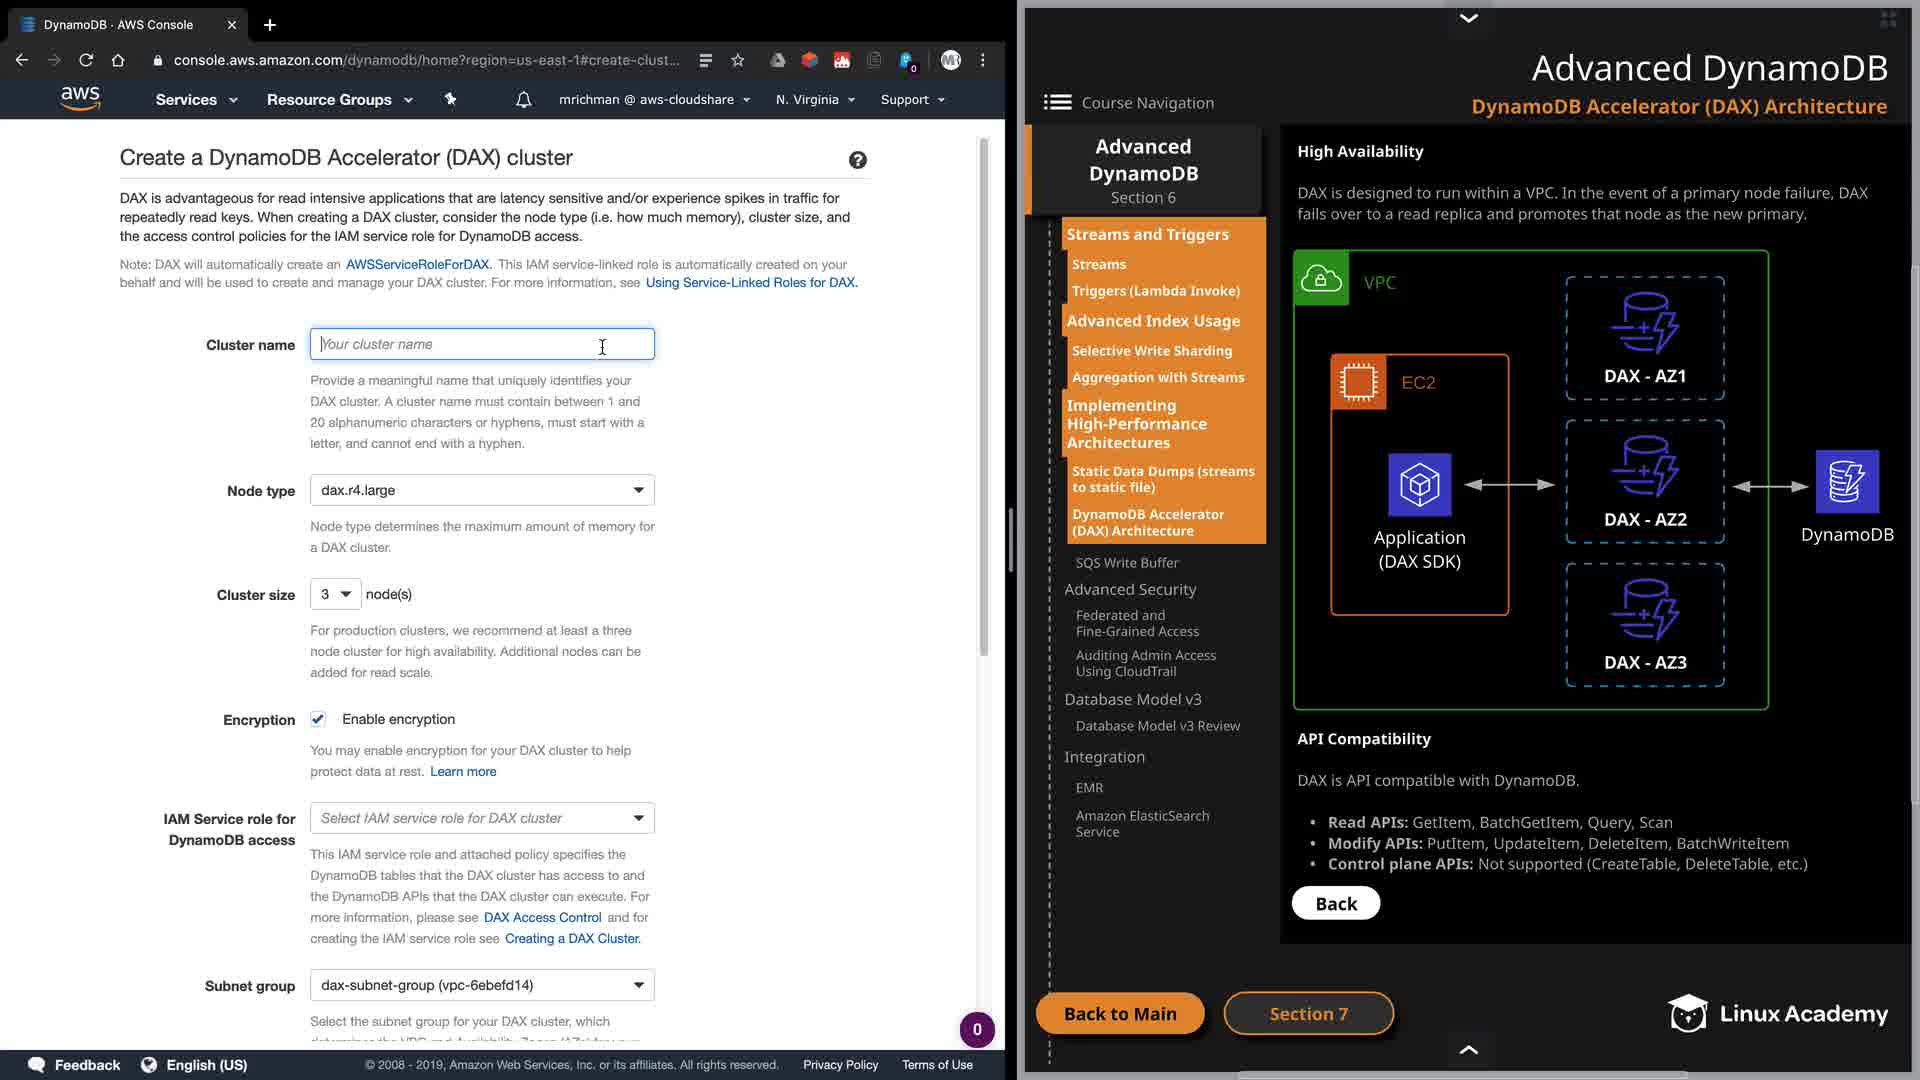 DynamoDB · AWS Console
console.aws.amazon.com/dynamodb/home?region=us-east-1#create-clust...
0
aws
Services
Resource Groups
mrichman @ aws-cloudshare
N. Virginia
Support
Create a DynamoDB Accelerator (DAX) cluster
DAX is advantageous for read intensive applications that are latency sensitive and/or experience spikes in traffic for
repeatedly read keys. When creating a DAX cluster, consider the node type (i.e. how much memory), cluster size, and
the access control policies for the IAM service role for DynamoDB access.
Note: DAX will automatically create an AWSServiceRoleForDAX. This IAM service-linked role is automatically created on your
behalf and will be used to create and manage your DAX cluster. For more information, see Using Service-Linked Roles for DAX.
Cluster name
Your cluster name
Provide a meaningful name that uniquely identifies your
DAX cluster. A cluster name must contain between 1 and
20 alphanumeric characters or hyphens, must start with a
letter, and cannot end with a hyphen.
Node type
dax.r4.large
Node type determines the maximum amount of memory for
a DAX cluster.
Cluster size
3
node(s)
For production clusters, we recommend at least a three
node cluster for high availability. Additional nodes can be
added for read scale.
Encryption
Enable encryption
You may enable encryption for your DAX cluster to help
protect data at rest. Learn more
IAM Service role for
DynamoDB access
Select IAM service role for DAX cluster
This IAM service role and attached policy specifies the
DynamoDB tables that the DAX cluster has access to and
the DynamoDB APIs that the DAX cluster can execute. For
more information, please see DAX Access Control and for
creating the IAM service role see Creating a DAX Cluster.
Subnet group
dax-subnet-group (vpc-6ebefd14)
Select the subnet group for your DAX cluster, which
0
Feedback
English (US)
© 2008 - 2019, Amazon Web Services, Inc. or its affiliates. All rights reserved.
Privacy Policy
Terms of Use
Advanced DynamoDB
DynamoDB Accelerator (DAX) Architecture
Course Navigation
Advanced
DynamoDB
Section 6
Streams and Triggers
Streams
Triggers (Lambda Invoke)
Advanced Index Usage
Selective Write Sharding
Aggregation with Streams
Implementing
High-Performance
Architectures
Static Data Dumps (streams
to static file)
DynamoDB Accelerator
(DAX) Architecture
SQS Write Buffer
Advanced Security
Federated and
Fine-Grained Access
Auditing Admin Access
Using CloudTrail
Database Model v3
Database Model v3 Review
Integration
EMR
Amazon ElasticSearch
Service
High Availability
DAX is designed to run within a VPC. In the event of a primary node failure, DAX
fails over to a read replica and promotes that node as the new primary.
VPC
EC2
Application
(DAX SDK)
DAX - AZ1
DAX - AZ2
DAX - AZ3
DynamoDB
API Compatibility
DAX is API compatible with DynamoDB.
• Read APIs: GetItem, BatchGetItem, Query, Scan
• Modify APIs: PutItem, UpdateItem, DeleteItem, BatchWriteItem
• Control plane APIs: Not supported (CreateTable, DeleteTable, etc.)
Back
Back to Main
Section 7
Linux Academy